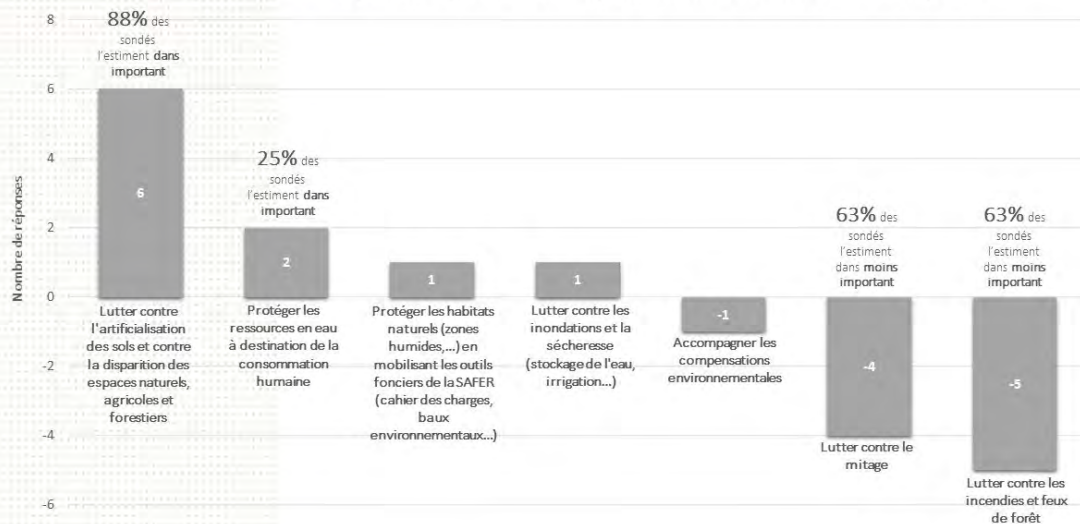 8
6
4
2
0
-2
-4
-6
Nombre de réponses
88% des
sondés
l'estiment dans
important
6
Lutter contre
l'artificialisation
des sols et contre
la disparition des
espaces naturels,
agricoles et
forestiers
25% des
sondés
l'estiment dans
important
2
Protéger les
ressources en eau
à destination de la
consommation
humaine
1
Protéger les habitats
naturels (zones
humides,...) en
mobilisant les outils
fonciers de la SAFER
(cahier des charges,
baux
environnementaux...)
1
Lutter contre les
inondations et la
sécheresse
(stockage de l'eau,
irrigation...)
-1
Accompagner les
compensations
environnementales
63% des
sondés
l'estiment
dans moins
important
-4
Lutter contre le
mitage
63% des
sondés
l'estiment
dans moins
important
-5
Lutter contre les
incendies et feux
de forêt